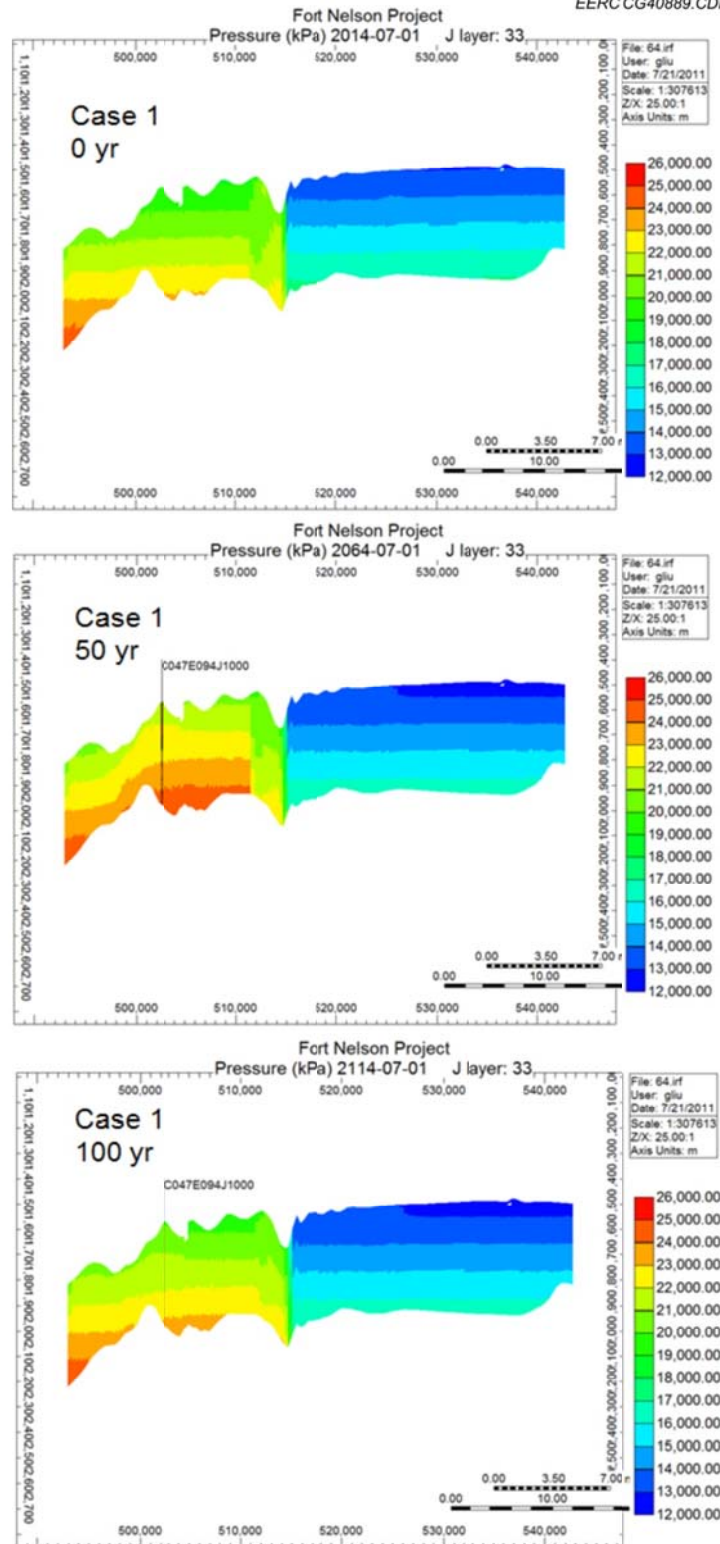 EERC CG40889.CDR
Fort Nelson Project
Pressure (kPa) 2014-07-01 J layer: 33
File: 64.irf
User: gliu
Date: 7/21/2011
Scale: 1:307613
Z/X: 25.00:1
Axis Units: m
500,000 510,000 520,000 530,000 540,000
Case 1
0 yr
26,000.00
25,000.00
24,000.00
23,000.00
22,000.00
21,000.00
20,000.00
19,000.00
18,000.00
17,000.00
16,000.00
15,000.00
14,000.00
13,000.00
12,000.00
0.00 3.50 7.00
0.00 10.00
500,000 510,000 520,000 530,000 540,000
Fort Nelson Project
Pressure (kPa) 2064-07-01 J layer: 33
File: 64.irf
User: gliu
Date: 7/21/2011
Scale: 1:307613
Z/X: 25.00:1
Axis Units: m
500,000 510,000 520,000 530,000 540,000
Case 1
50 yr
C047E094J1000
26,000.00
25,000.00
24,000.00
23,000.00
22,000.00
21,000.00
20,000.00
19,000.00
18,000.00
17,000.00
16,000.00
15,000.00
14,000.00
13,000.00
12,000.00
0.00 3.50 7.00
0.00 10.00
500,000 510,000 520,000 530,000 540,000
Fort Nelson Project
Pressure (kPa) 2114-07-01 J layer: 33
File: 64.irf
User: gliu
Date: 7/21/2011
Scale: 1:307613
Z/X: 25.00:1
Axis Units: m
500,000 510,000 520,000 530,000 540,000
Case 1
100 yr
C047E094J1000
26,000.00
25,000.00
24,000.00
23,000.00
22,000.00
21,000.00
20,000.00
19,000.00
18,000.00
17,000.00
16,000.00
15,000.00
14,000.00
13,000.00
12,000.00
0.00 3.50 7.00
0.00 10.00
500,000 510,000 520,000 530,000 540,000